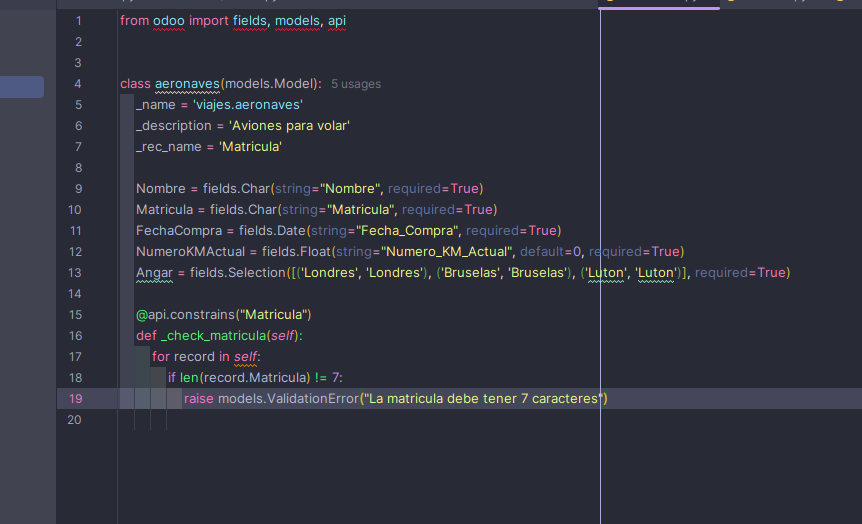 1 from odoo import fields, models, api
2
3
4 class aeronaves(models.Model): 5 usages
5 _name = 'viajes.aeronaves'
6 _description = 'Aviones para volar'
7 _rec_name = 'Matricula'
8
9 Nombre = fields.Char(string="Nombre", required=True)
10 Matricula = fields.Char(string="Matricula", required=True)
11 FechaCompra = fields.Date(string="Fecha_Compra", required=True)
12 NumeroKMActual = fields.Float(string="Numero_KM_Actual", default=0, required=True)
13 Angar = fields.Selection([('Londres', 'Londres'), ('Bruselas', 'Bruselas'), ('Luton', 'Luton')], required=True)
14
15 @api.constrains("Matricula")
16 def _check_matricula(self):
17 for record in self:
18 if len(record.Matricula) != 7:
19 raise models.ValidationError("La matricula debe tener 7 caracteres")
20